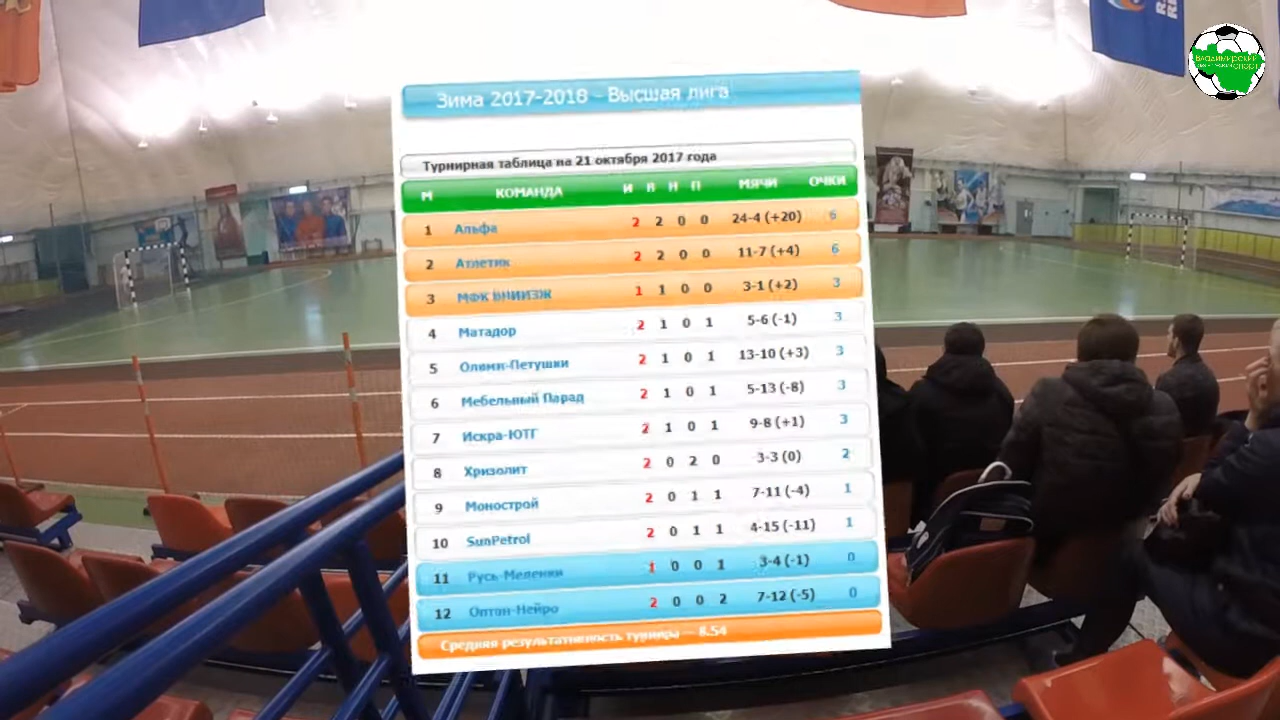 Зима 2017-2018 - Высшая лига
Турнирная таблица на 21 октября 2017 года
М КОМАНДА И В Н П МЯЧИ ОЧКИ
1 Альфа 2 2 0 0 24-4 (+20) 6
2 Атлетик 2 2 0 0 11-7 (+4) 6
3 МФК ВНИИЗЖ 1 1 0 0 3-1 (+2) 3
4 Матадор 2 1 0 1 5-6 (-1) 3
5 Олимп-Петушки 2 1 0 1 13-10 (+3) 3
6 Мебельный Парад 2 1 0 1 5-13 (-8) 3
7 Искра-ЮТГ 2 1 0 1 9-8 (+1) 3
8 Хризолит 2 0 2 0 3-3 (0) 2
9 Монострой 2 0 1 1 7-11 (-4) 1
10 SunPetrol 2 0 1 1 4-15 (-11) 1
11 Русь-Меленки 1 0 0 1 3-4 (-1) 0
12 Оптон-Нейро 2 0 0 2 7-12 (-5) 0
Средняя результативность турнира — 8.54
Владимирский
спорт